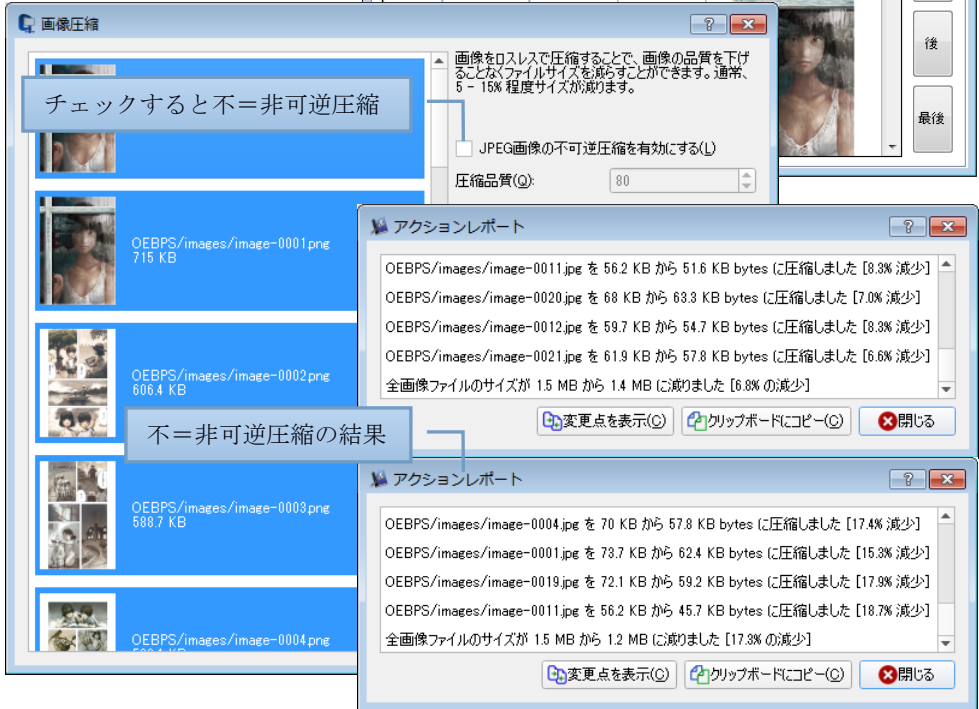 画像圧縮
後
画像をロスレスで圧縮することで、画像の品質を下げ
ることなくファイルサイズを減らすことができます。通常、
5 - 15% 程度サイズが減ります。
チェックすると不＝非可逆圧縮
最後
JPEG画像の不可逆圧縮を有効にする(L)
圧縮品質(Q):
80
OEBPS/images/image-0001.png
715 KB
OEBPS/images/image-0002.png
606.4 KB
OEBPS/images/image-0003.png
588.7 KB
OEBPS/images/image-0004.png
アクションレポート
OEBPS/images/image-0011.jpg を 56.2 KB から 51.6 KB bytes に圧縮しました [8.3% 減少]
OEBPS/images/image-0020.jpg を 68 KB から 63.3 KB bytes に圧縮しました [7.0% 減少]
OEBPS/images/image-0012.jpg を 59.7 KB から 54.7 KB bytes に圧縮しました [8.3% 減少]
OEBPS/images/image-0021.jpg を 61.9 KB から 57.8 KB bytes に圧縮しました [6.6% 減少]
全画像ファイルのサイズが 1.5 MB から 1.4 MB に減りました [6.8% の減少]
変更点を表示(C)
クリップボードにコピー(C)
閉じる
不＝非可逆圧縮の結果
アクションレポート
OEBPS/images/image-0004.jpg を 70 KB から 57.8 KB bytes に圧縮しました [17.4% 減少]
OEBPS/images/image-0001.jpg を 73.7 KB から 62.4 KB bytes に圧縮しました [15.3% 減少]
OEBPS/images/image-0019.jpg を 72.1 KB から 59.2 KB bytes に圧縮しました [17.9% 減少]
OEBPS/images/image-0011.jpg を 56.2 KB から 45.7 KB bytes に圧縮しました [18.7% 減少]
全画像ファイルのサイズが 1.5 MB から 1.2 MB に減りました [17.3% の減少]
変更点を表示(C)
クリップボードにコピー(C)
閉じる